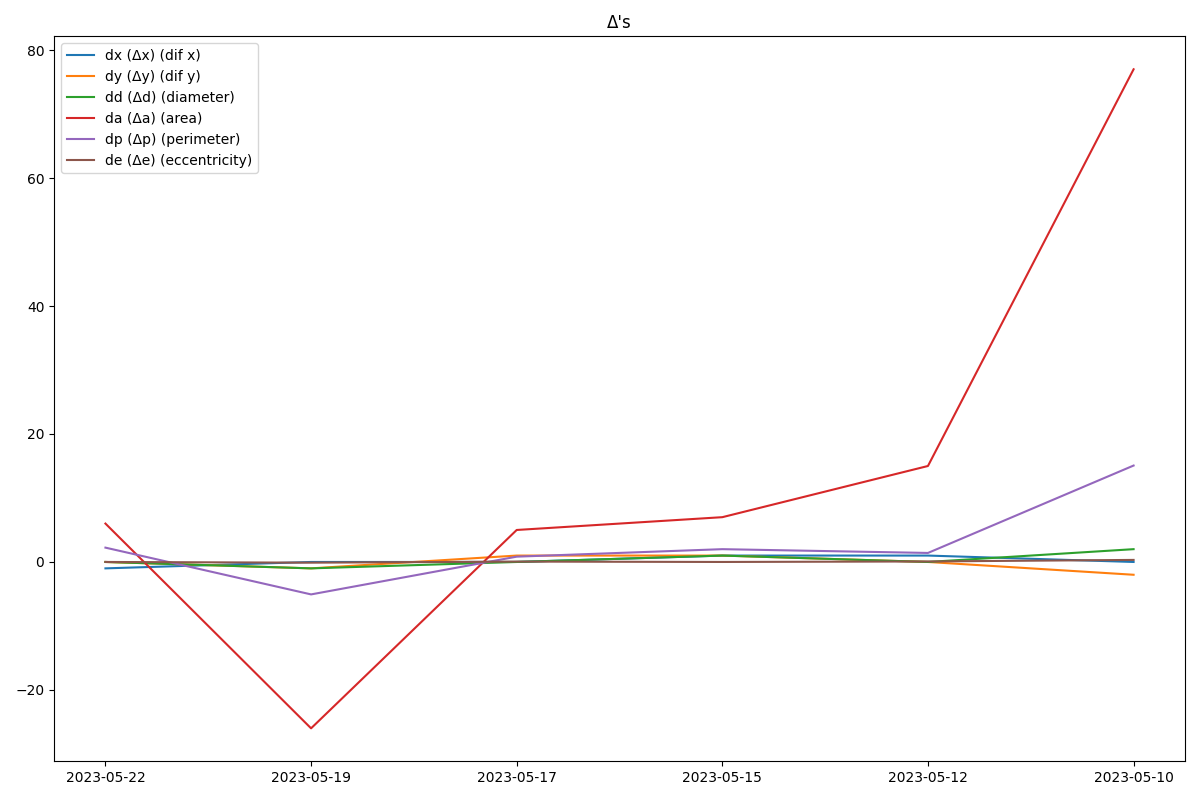 Δ's
dx (Δx) (dif x)
dy (Δy) (dif y)
dd (Δd) (diameter)
da (Δa) (area)
dp (Δp) (perimeter)
de (Δe) (eccentricity)
80
60
40
20
0
−20
2023-05-22 2023-05-19 2023-05-17 2023-05-15 2023-05-12 2023-05-10